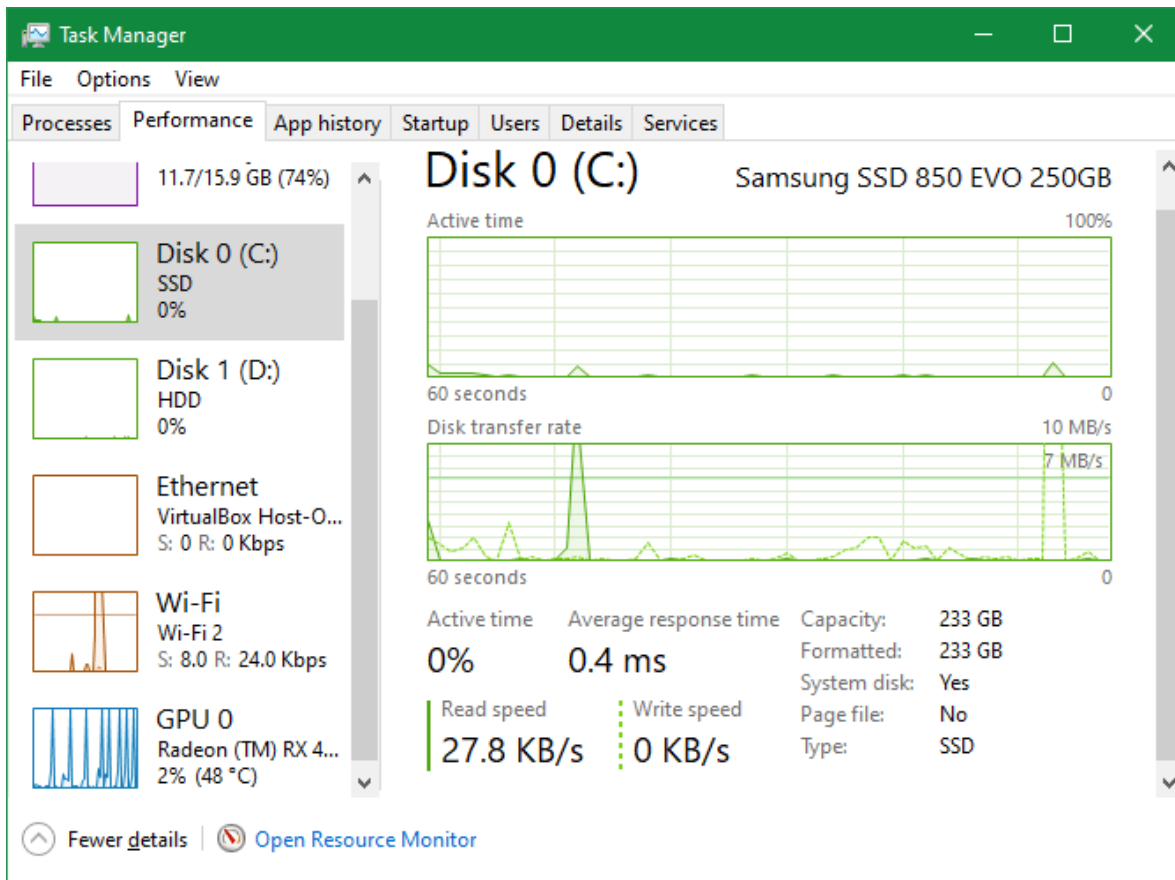 Task Manager
File Options View
Processes Performance App history Startup Users Details Services
11.7/15.9 GB (74%)
Disk 0 (C:)
SSD
0%
Disk 1 (D:)
HDD
0%
Ethernet
VirtualBox Host-O...
S: 0 R: 0 Kbps
Wi-Fi
Wi-Fi 2
S: 8.0 R: 24.0 Kbps
GPU 0
Radeon (TM) RX 4...
2% (48 °C)
Disk 0 (C:) Samsung SSD 850 EVO 250GB
Active time 100%
60 seconds 0
Disk transfer rate 10 MB/s
7 MB/s
60 seconds 0
Active time Average response time
0% 0.4 ms
Read speed Write speed
27.8 KB/s 0 KB/s
Capacity: 233 GB
Formatted: 233 GB
System disk: Yes
Page file: No
Type: SSD
Fewer details Open Resource Monitor